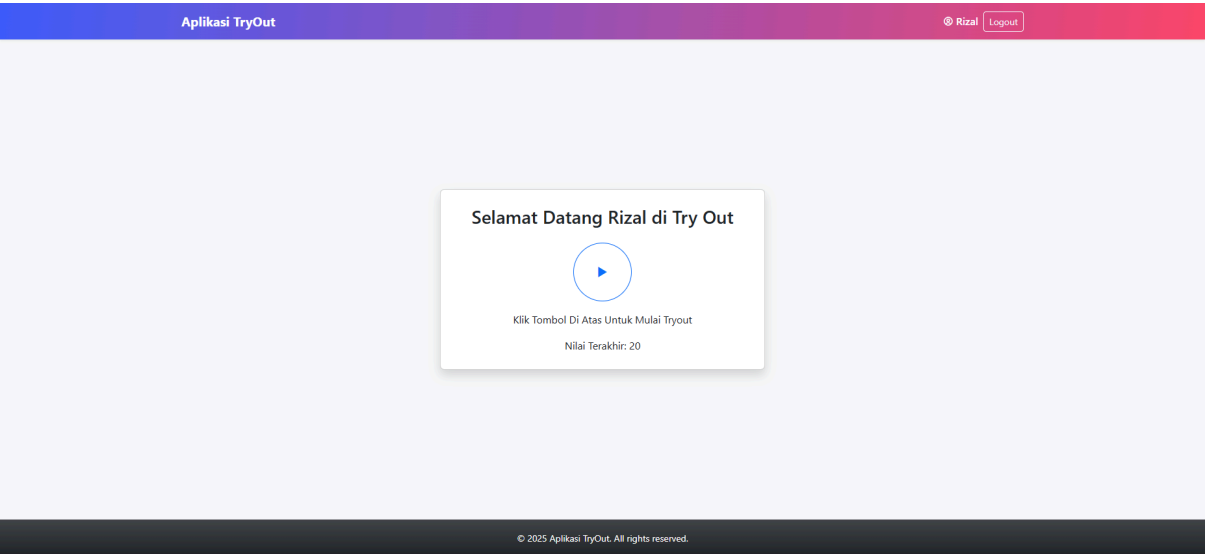 Aplikasi TryOut
Rizal Logout
Selamat Datang Rizal di Try Out
Klik Tombol Di Atas Untuk Mulai Tryout
Nilai Terakhir: 20
© 2025 Aplikasi TryOut. All rights reserved.